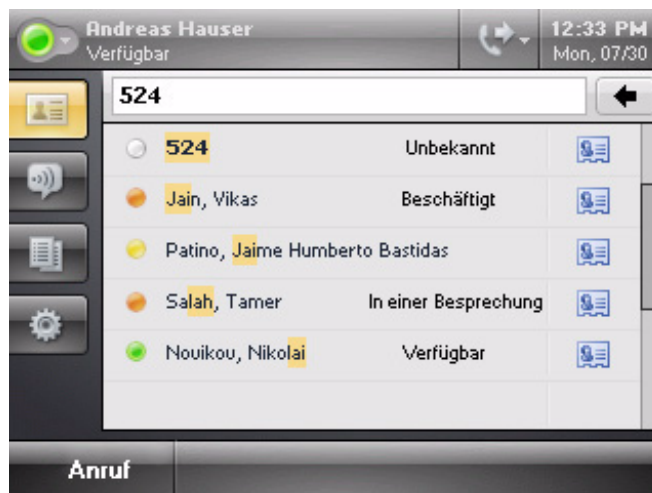 Andreas Hauser
Verfügbar
12:33 PM
Mon, 07/30
524
524 Unbekannt
Jain, Vikas Beschäftigt
Patino, Jaime Humberto Bastidas
Salah, Tamer In einer Besprechung
Nouikou, Nikolai Verfügbar
Anruf